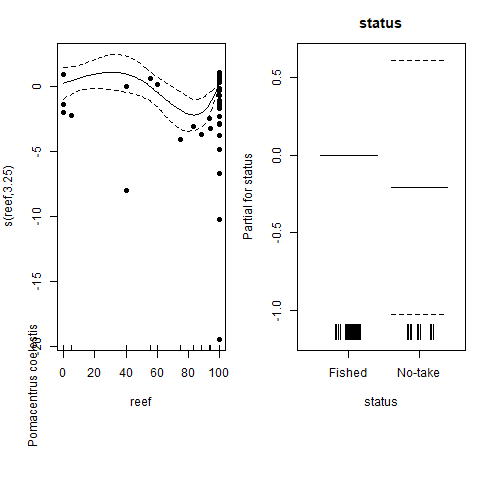 status
s(reef,3.25)
Pomacentrus coelestis
0
-5
-10
-15
-20
0 20 40 60 80 100
reef
Partial for status
0.5
0.0
-0.5
-1.0
Fished No-take
status